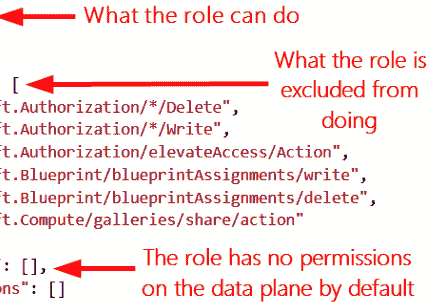 What the role can do
[
What the role is
excluded from
doing
ft.Authorization/*/Delete",
ft.Authorization/*/Write",
ft.Authorization/elevateAccess/Action",
ft.Blueprint/blueprintAssignments/write",
ft.Blueprint/blueprintAssignments/delete",
ft.Compute/galleries/share/action"
": [],
The role has no permissions
on the data plane by default
ons": []